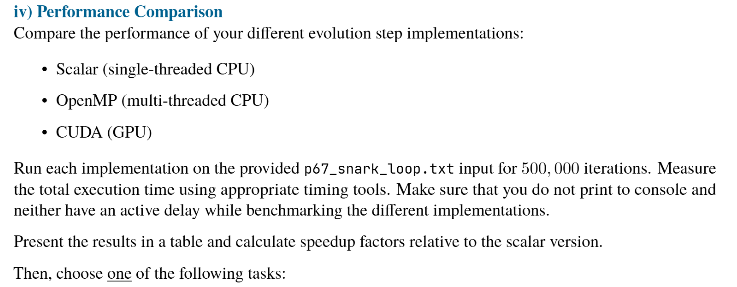 iv) Performance Comparison
Compare the performance of your different evolution step implementations:
• Scalar (single-threaded CPU)
• OpenMP (multi-threaded CPU)
• CUDA (GPU)
Run each implementation on the provided p67_snark_loop.txt input for 500, 000 iterations. Measure
the total execution time using appropriate timing tools. Make sure that you do not print to console and
neither have an active delay while benchmarking the different implementations.
Present the results in a table and calculate speedup factors relative to the scalar version.
Then, choose one of the following tasks: